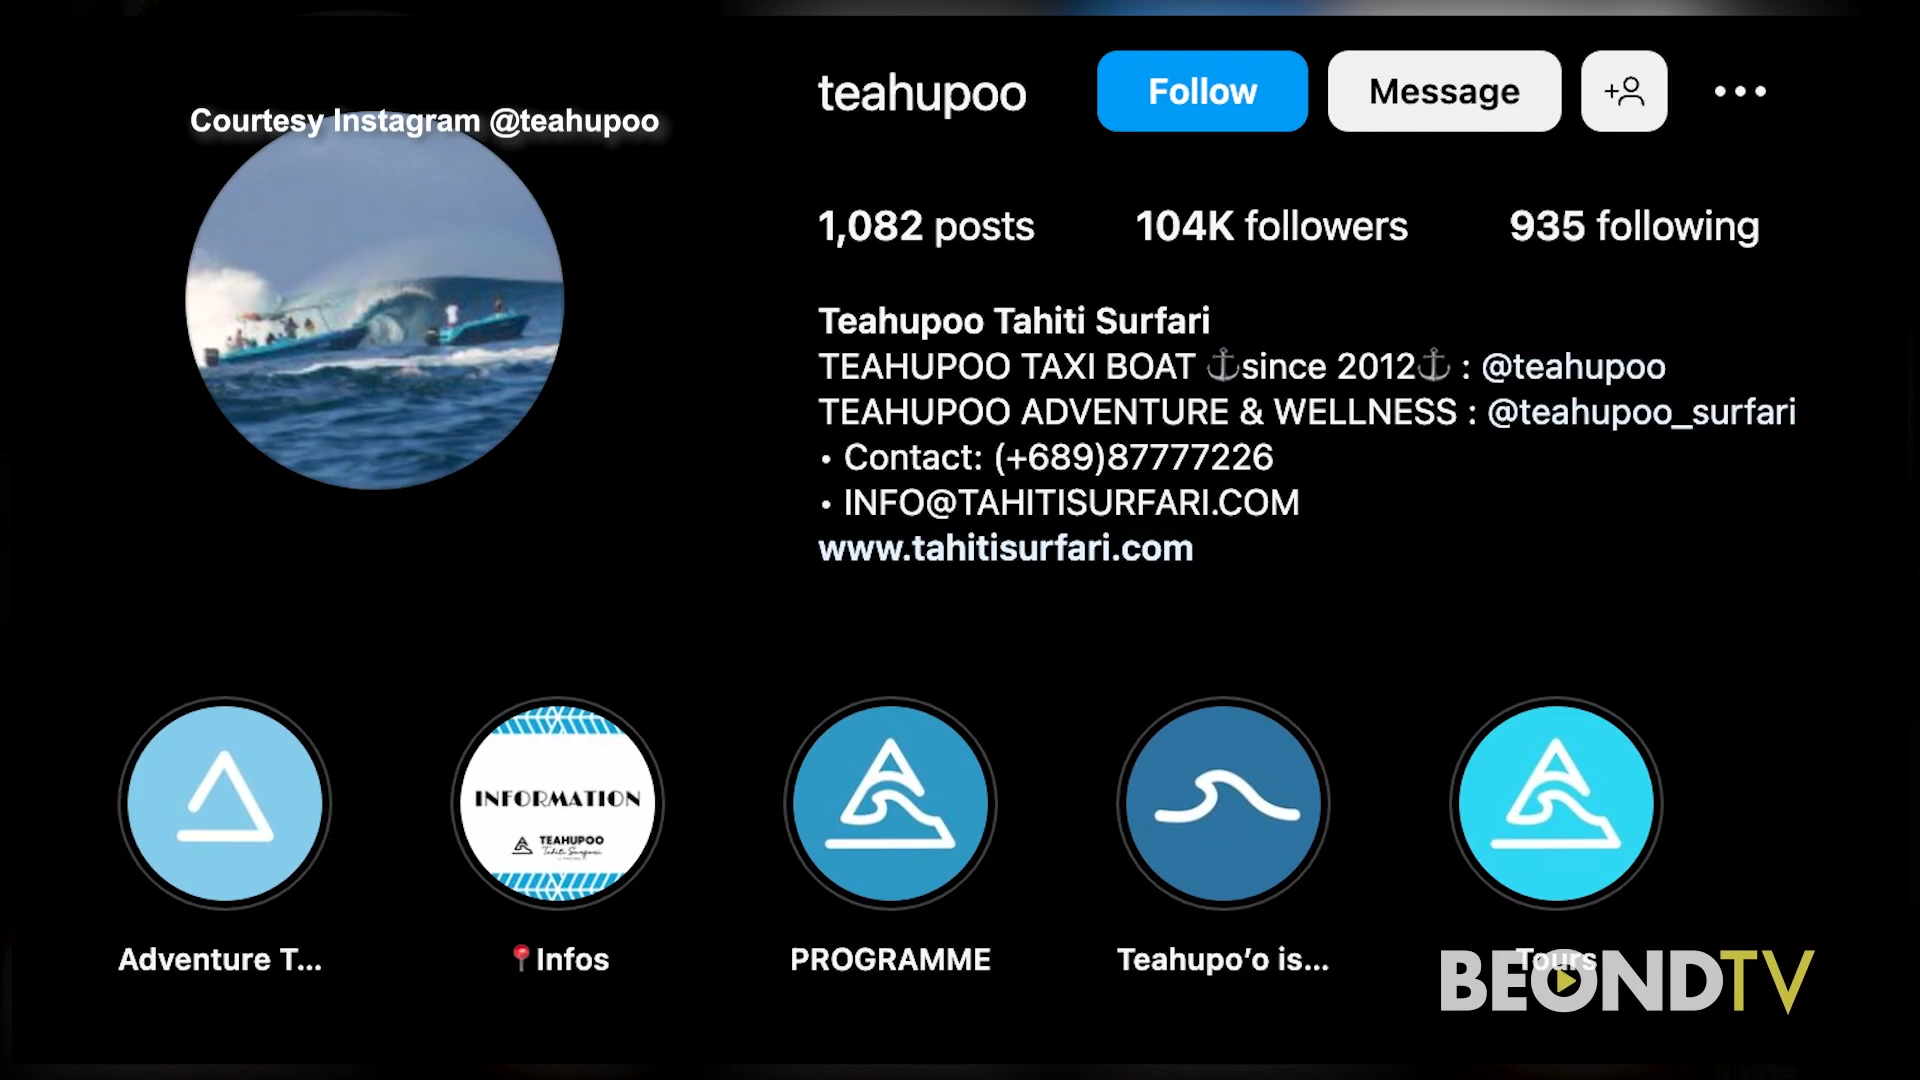 Courtesy Instagram @teahupoo
teahupoo
Follow
Message
1,082 posts
104K followers
935 following
Teahupoo Tahiti Surfari
TEAHUPOO TAXI BOAT ⚓since 2012⚓ : @teahupoo
TEAHUPOO ADVENTURE & WELLNESS : @teahupoo_surfari
• Contact: (+689)87777226
• INFO@TAHITISURFARI.COM
www.tahitisurfari.com
INFORMATION
TEAHUPOO
Tahiti Surfari
Adventure T...
📍Infos
PROGRAMME
Teahupo’o is...
Tours
BEONDTV